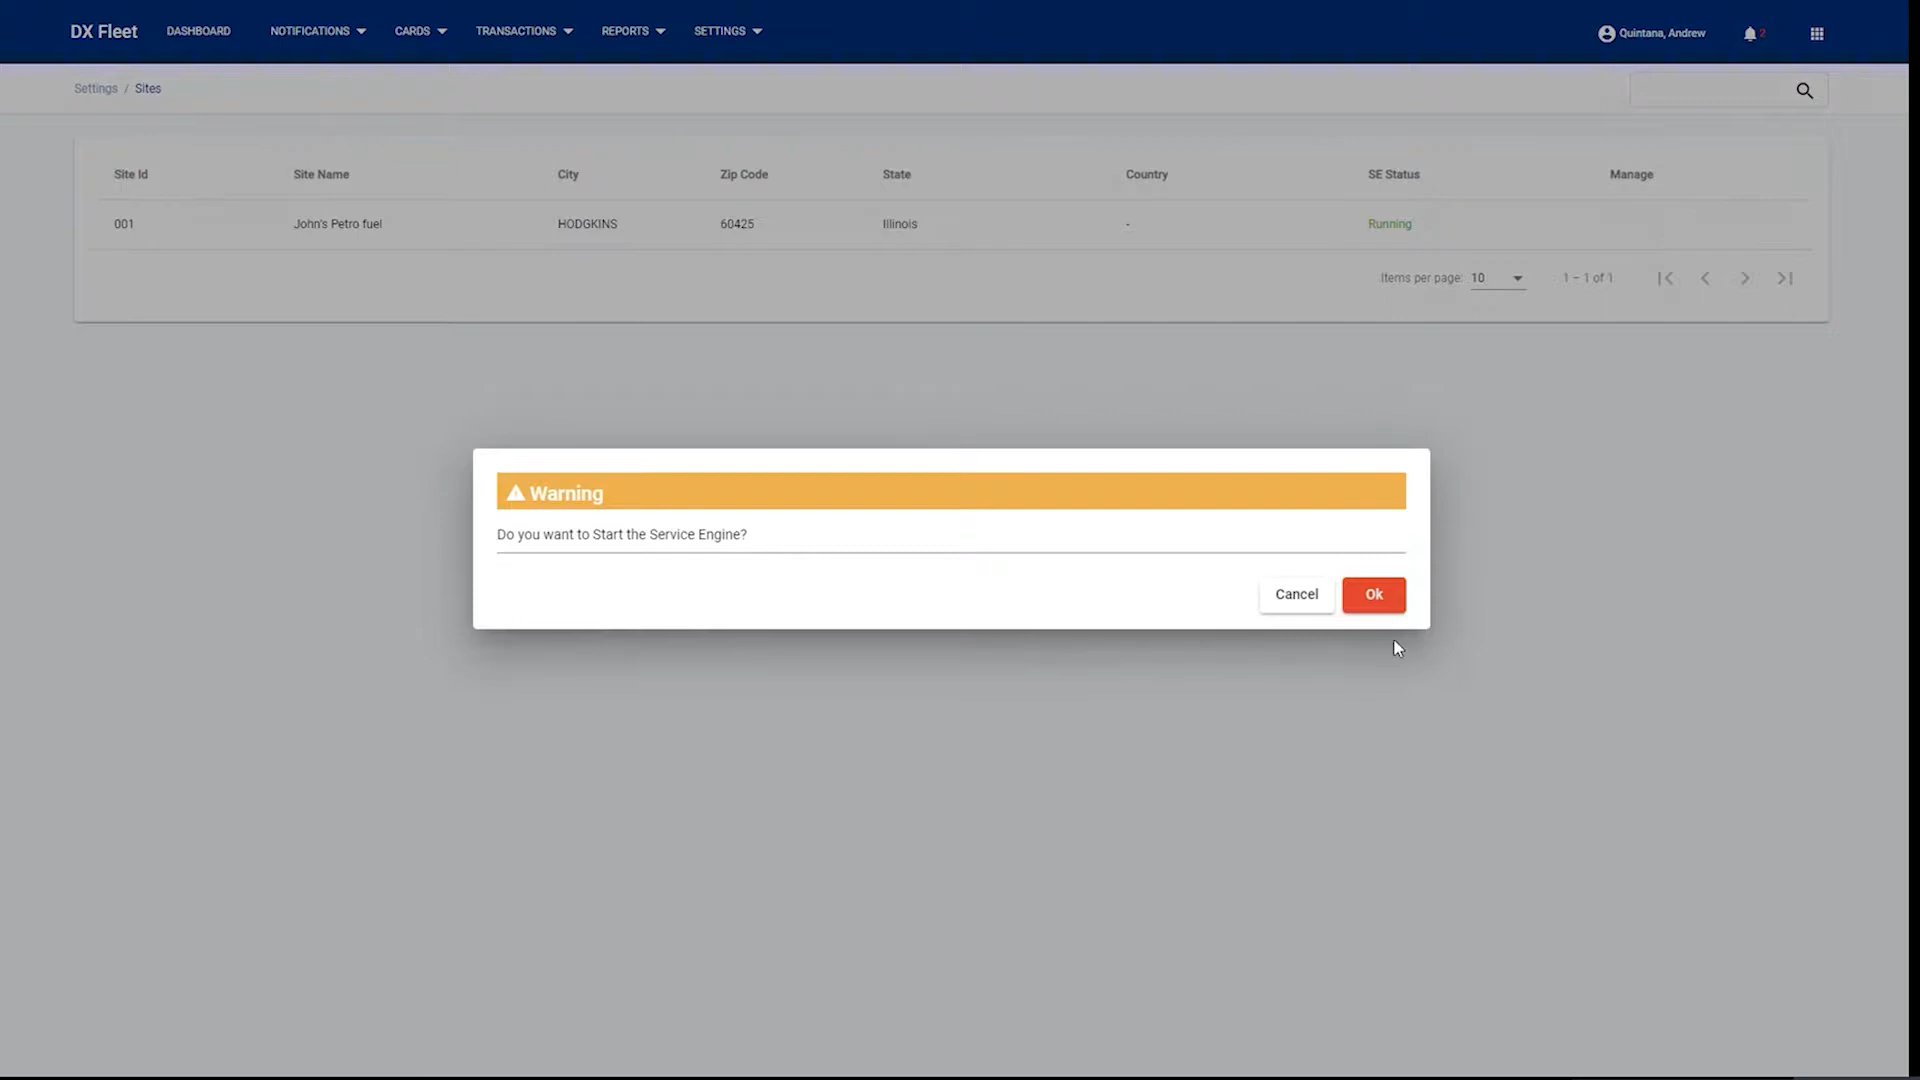 DX Fleet DASHBOARD NOTIFICATIONS CARDS TRANSACTIONS REPORTS SETTINGS Quintana, Andrew 2
Settings / Sites
Site Id Site Name City Zip Code State Country SE Status Manage
001 John's Petro fuel HODGKINS 60425 Illinois - Running
Items per page: 10 1 – 1 of 1
Warning
Do you want to Start the Service Engine?
Cancel Ok